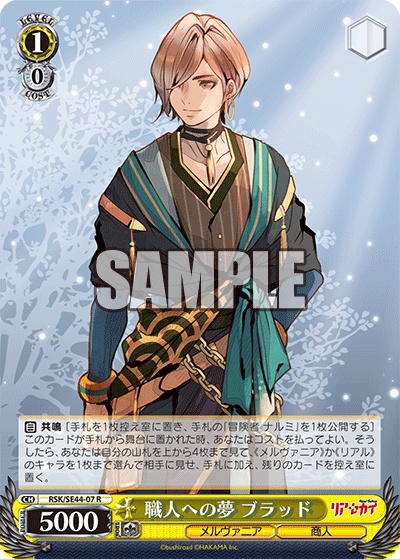 LEVEL
1
0
COST
SAMPLE
自 共鳴 [手札を1枚控え室に置き、手札の「冒険者 ナルミ」を1枚公開する]
このカードが手札から舞台に置かれた時、あなたはコストを払ってよい。そう
したら、あなたは自分の山札を上から4枚まで見て、《メルヴァニア》か《リアル》
のキャラを1枚まで選んで相手に見せ、手札に加え、残りのカードを控え室
に置く。
CH
RSK/SE44-07 R
職人への夢 ブラッド
リアセカイ
POWER
5000
SOUL
メルヴァニア
商人
©bushiroad ©HAKAMA Inc.